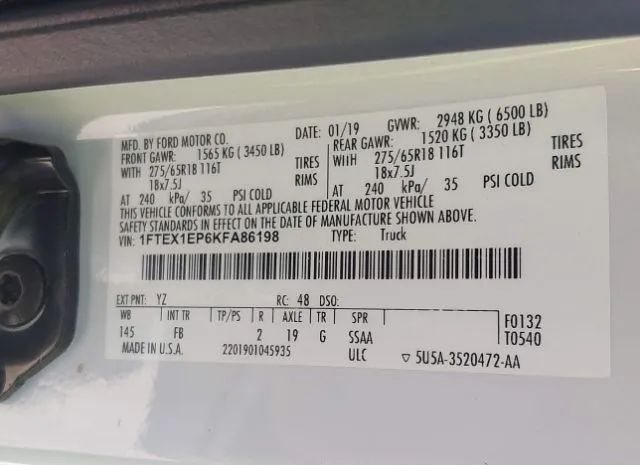 MFD. BY FORD MOTOR CO. DATE: 01/19 GVWR: 2948 KG ( 6500 LB)
FRONT GAWR: 1565 KG ( 3450 LB) REAR GAWR: 1520 KG ( 3350 LB)
WITH 275/65R18 116T TIRES WITH 275/65R18 116T TIRES
18x7.5J RIMS 18x7.5J RIMS
AT 240 kPa/ 35 PSI COLD AT 240 kPa/ 35 PSI COLD
THIS VEHICLE CONFORMS TO ALL APPLICABLE FEDERAL MOTOR VEHICLE
SAFETY STANDARDS IN EFFECT ON THE DATE OF MANUFACTURE SHOWN ABOVE.
VIN: 1FTEX1EP6KFA86198 TYPE: Truck
EXT PNT: YZ RC: 48 DSO:
WB INT TR TP/PS R AXLE TR SPR F0132
145 FB 2 19 G SSAA T0540
MADE IN U.S.A. 2201901045935 ULC ▽ 5U5A-3520472-AA